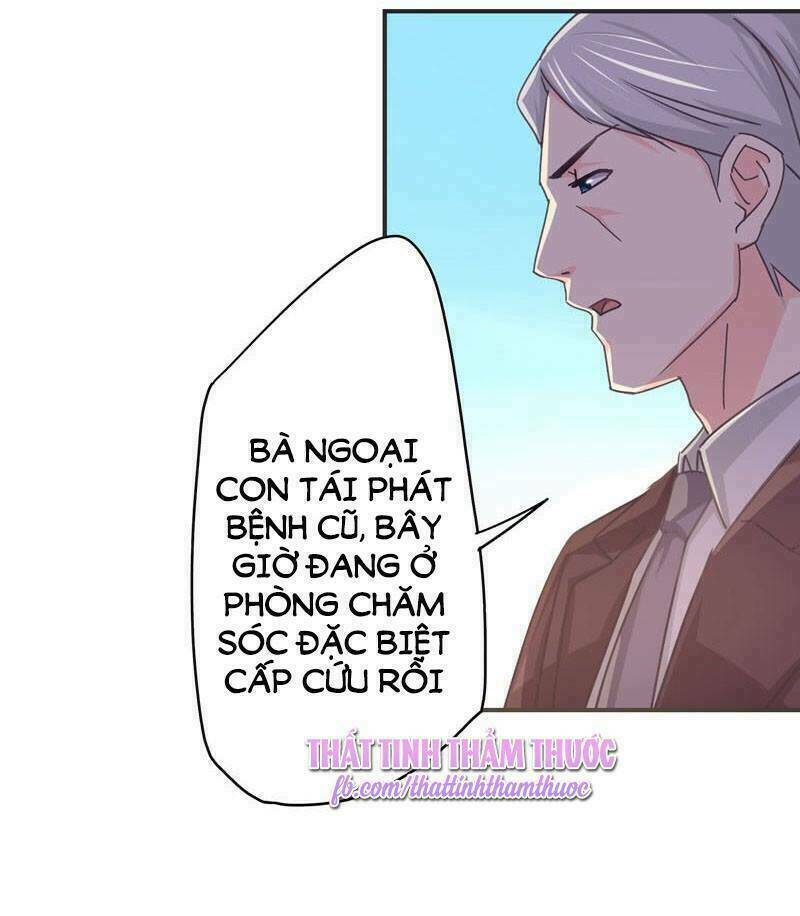 BÀ NGOẠI
CON TÁI PHÁT
BỆNH CŨ, BÂY
GIỜ ĐANG Ở
PHÒNG CHĂM
SÓC ĐẶC BIỆT
CẤP CỨU RỒI
THẤT TINH THẨM THƯỚC
fb.com/thattinhthamthuoc